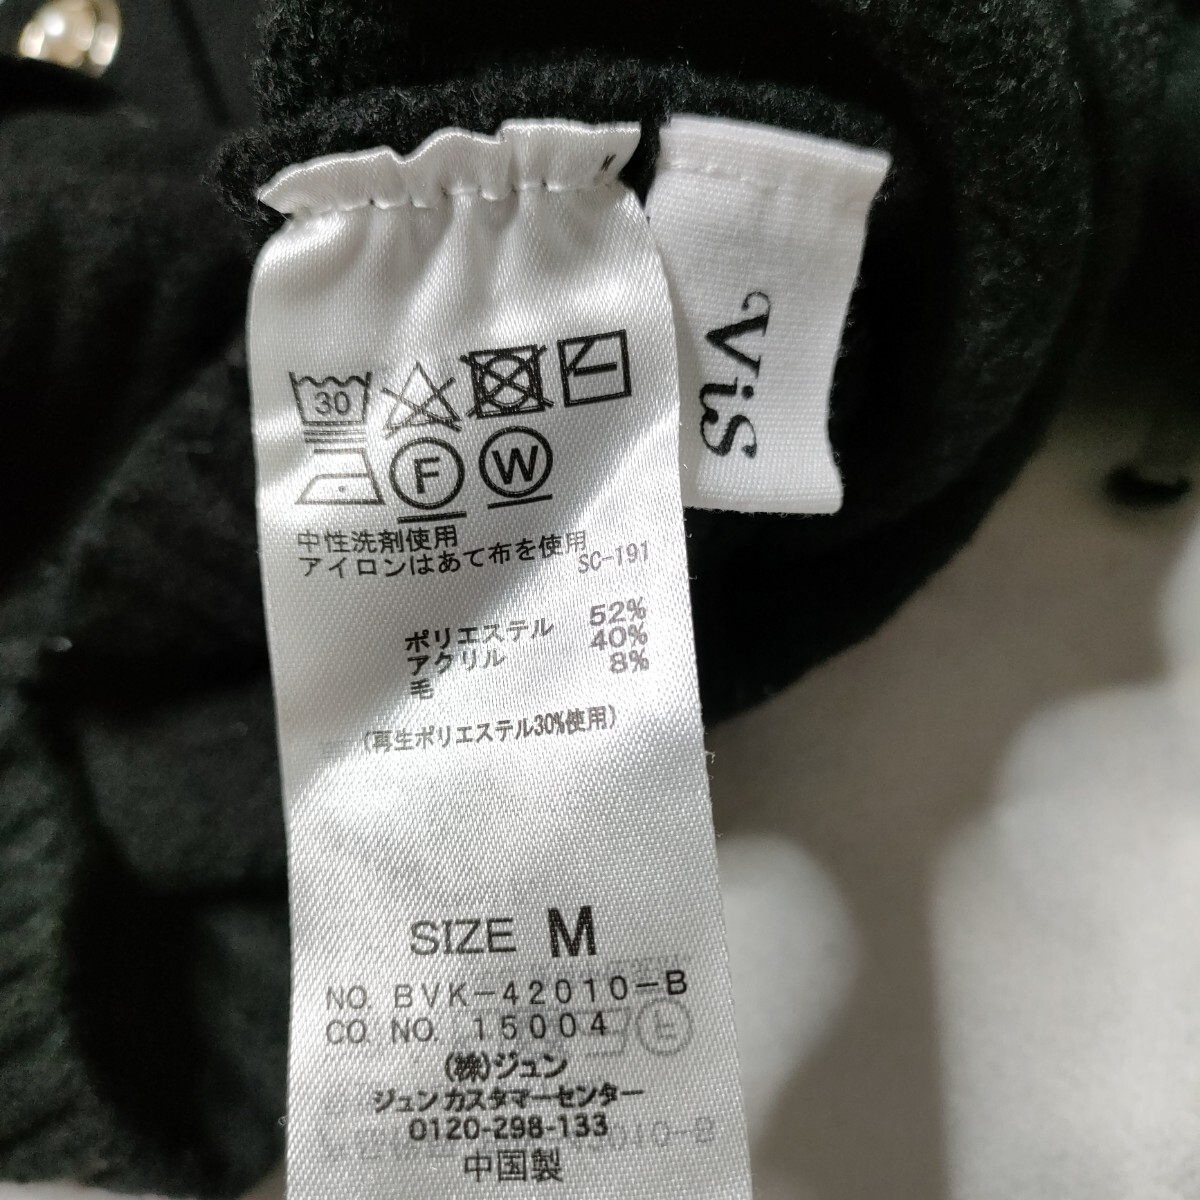 ViS
30
F W
中性洗剤使用
アイロンはあて布を使用
SC-191
ポリエステル 52%
アクリル 40%
毛 8%
(再生ポリエステル30%使用)
SIZE M
NO. BVK-42010-B
CO. NO. 15004
(株)ジュン
ジュンカスタマーセンター
0120-298-133
中国製